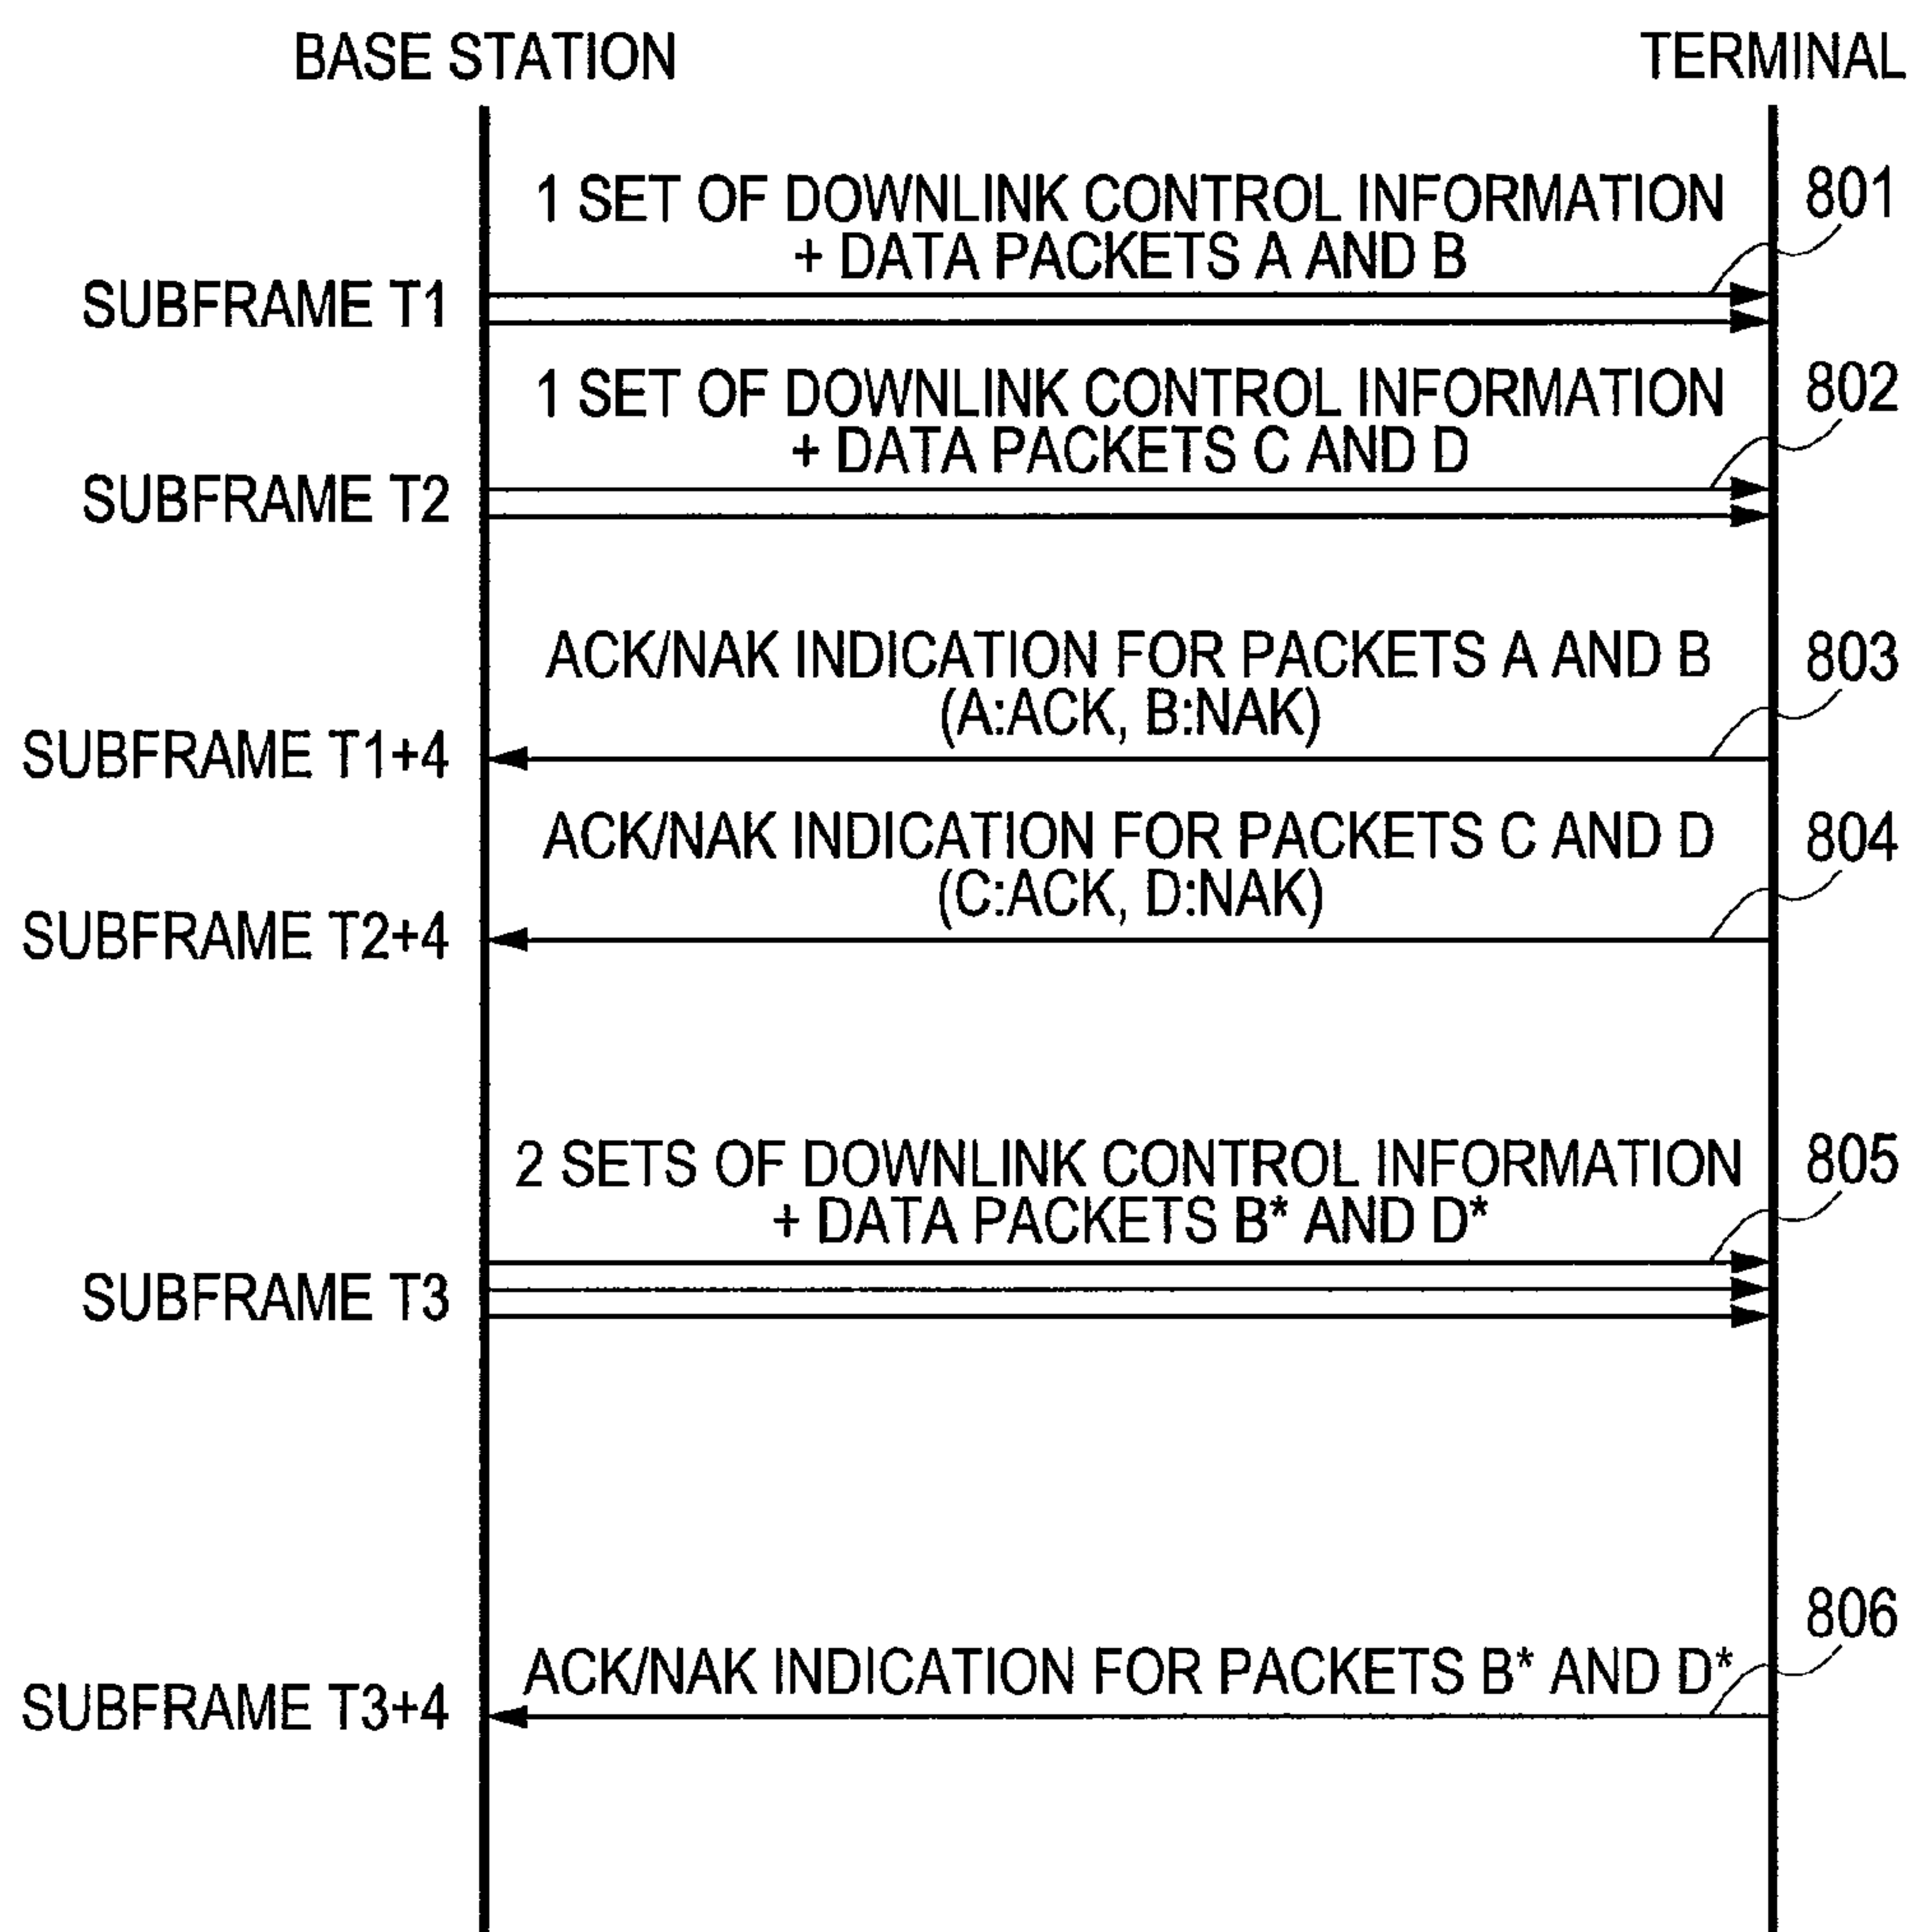 BASE STATION
TERMINAL
1 SET OF DOWNLINK CONTROL INFORMATION
+ DATA PACKETS A AND B
801
SUBFRAME T1
1 SET OF DOWNLINK CONTROL INFORMATION
+ DATA PACKETS C AND D
802
SUBFRAME T2
ACK/NAK INDICATION FOR PACKETS A AND B
(A:ACK, B:NAK)
803
SUBFRAME T1+4
ACK/NAK INDICATION FOR PACKETS C AND D
(C:ACK, D:NAK)
804
SUBFRAME T2+4
2 SETS OF DOWNLINK CONTROL INFORMATION
+ DATA PACKETS B* AND D*
805
SUBFRAME T3
806
ACK/NAK INDICATION FOR PACKETS B* AND D*
SUBFRAME T3+4